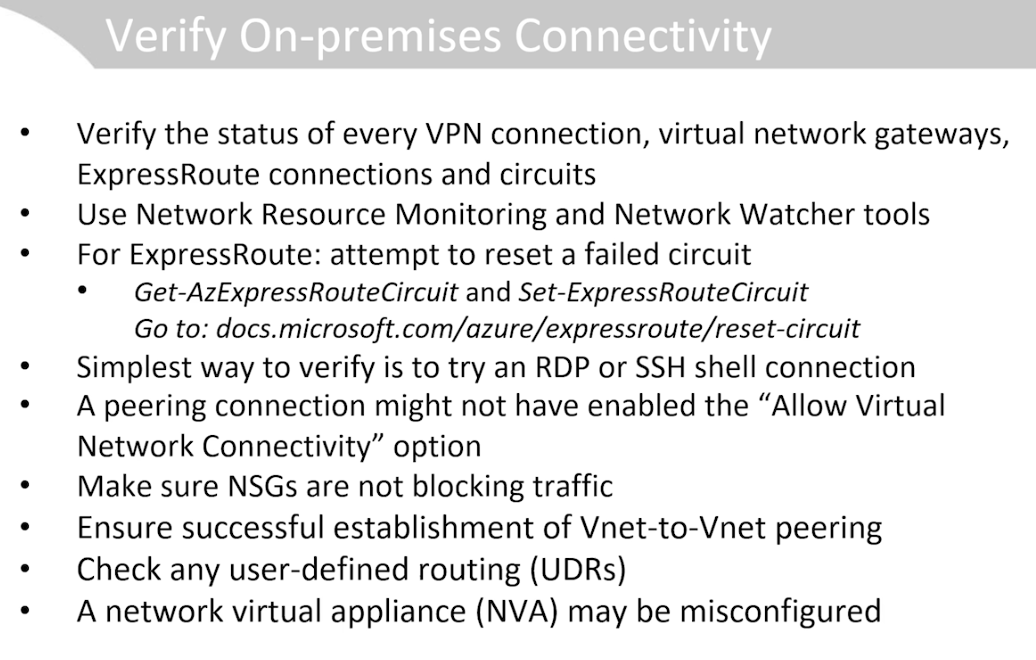 Verify On-premises Connectivity
• Verify the status of every VPN connection, virtual network gateways,
ExpressRoute connections and circuits
• Use Network Resource Monitoring and Network Watcher tools
• For ExpressRoute: attempt to reset a failed circuit
• Get-AzExpressRouteCircuit and Set-ExpressRouteCircuit
Go to: docs.microsoft.com/azure/expressroute/reset-circuit
• Simplest way to verify is to try an RDP or SSH shell connection
• A peering connection might not have enabled the “Allow Virtual
Network Connectivity” option
• Make sure NSGs are not blocking traffic
• Ensure successful establishment of Vnet-to-Vnet peering
• Check any user-defined routing (UDRs)
• A network virtual appliance (NVA) may be misconfigured